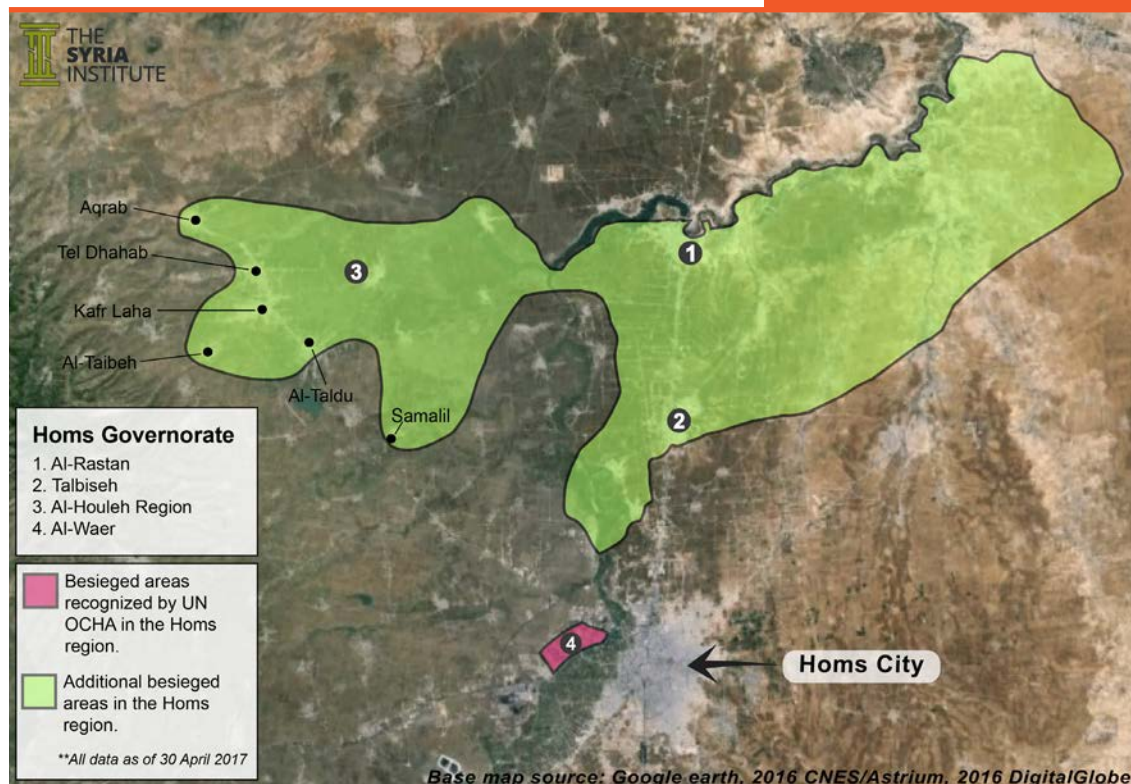 THE
SYRIA
INSTITUTE
Aqrab
Tel Dhahab
Kafr Laha
Al-Taibeh
Al-Taldu
Samalil
1
2
3
4
Homs City
Homs Governorate
1. Al-Rastan
2. Talbiseh
3. Al-Houleh Region
4. Al-Waer
Besieged areas
recognized by UN
OCHA in the Homs
region.
Additional besieged
areas in the Homs
region.
**All data as of 30 April 2017
Base map source: Google earth, 2016 CNES/Astrium, 2016 DigitalGlobe